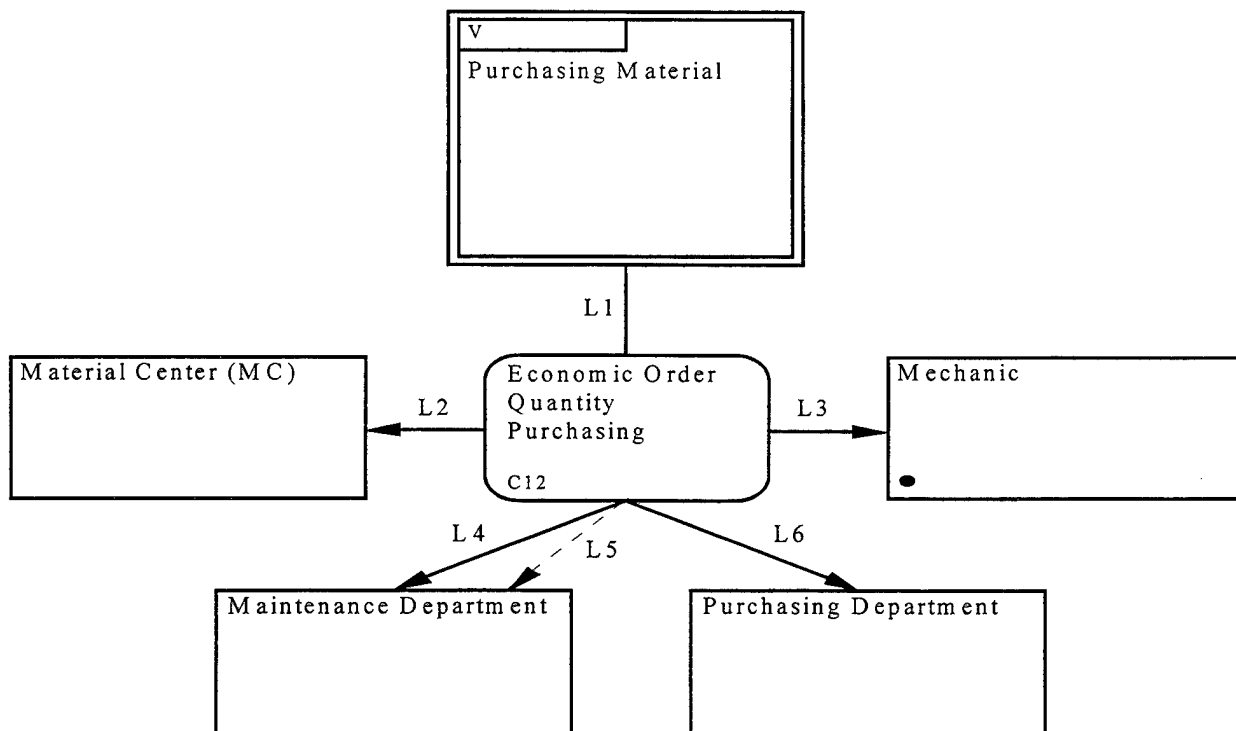 V
Purchasing Material
L1
Material Center (MC)
L2
Economic Order
Quantity
Purchasing
C12
L3
Mechanic
L4
L5
L6
Maintenance Department
Purchasing Department